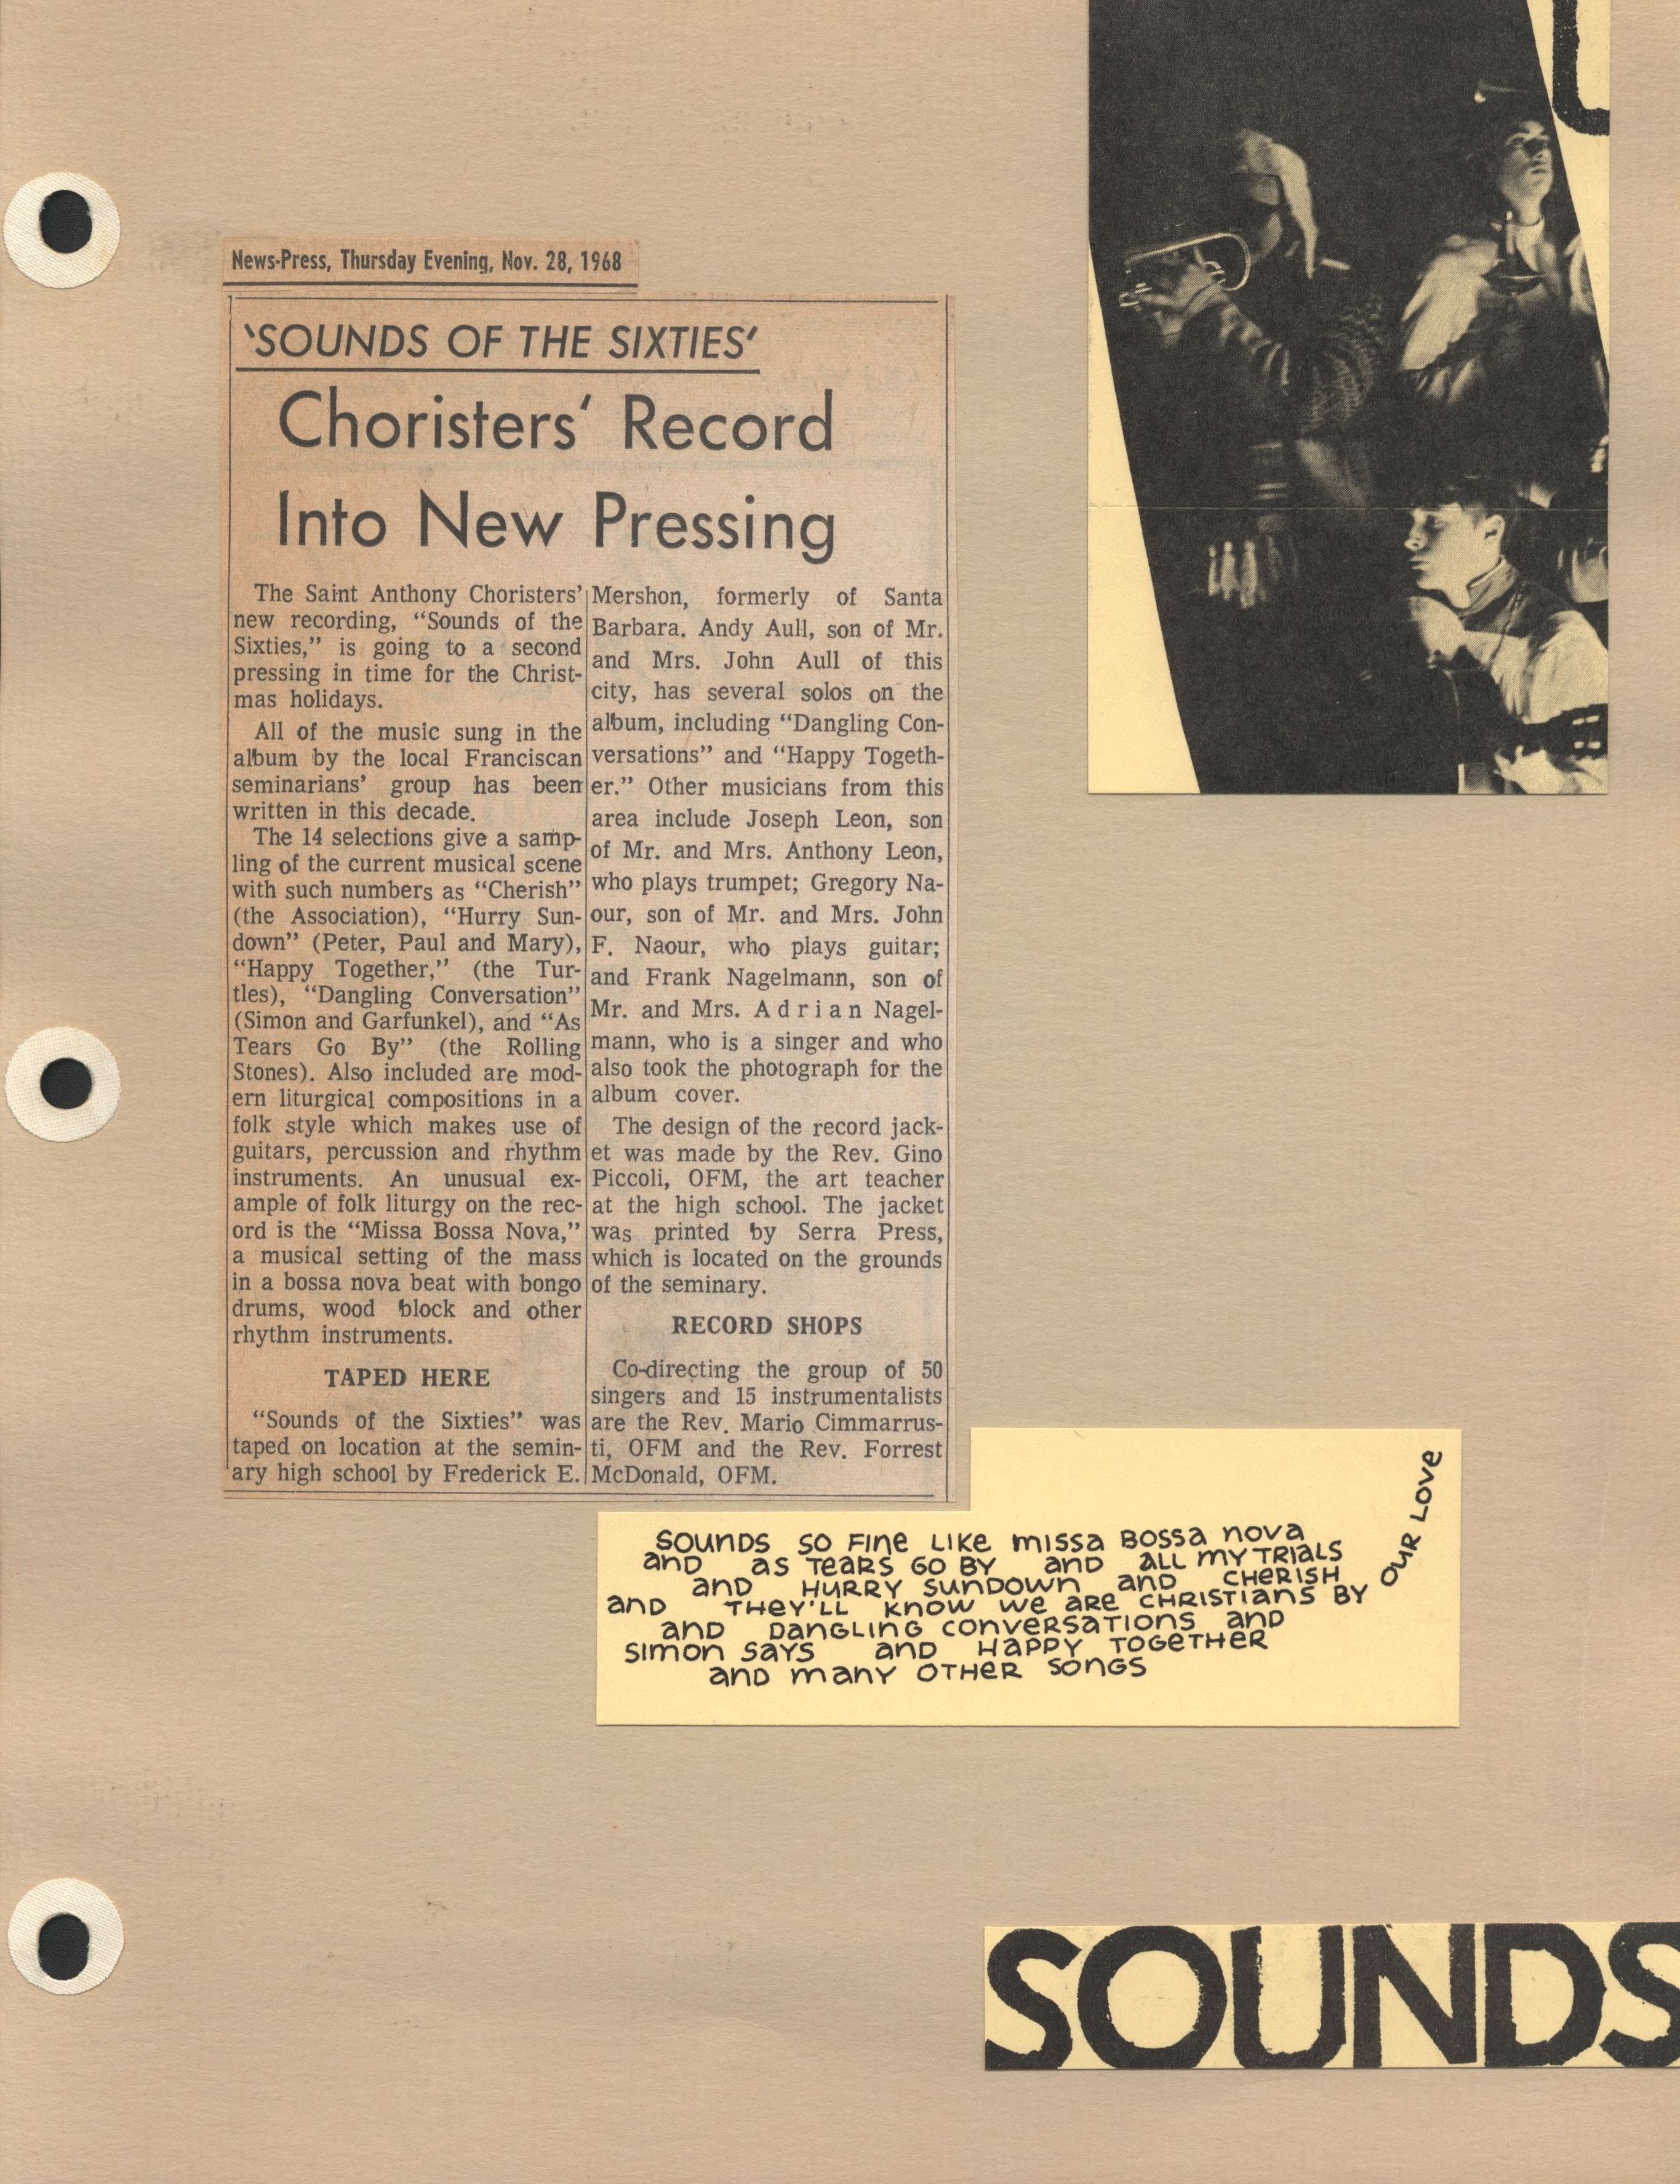 News-Press, Thursday Evening, Nov. 28, 1968
'SOUNDS OF THE SIXTIES'
Choristers' Record
Into New Pressing
The Saint Anthony Choristers'
new recording, "Sounds of the
Sixties," is going to a second
pressing in time for the Christ-
mas holidays.
All of the music sung in the
album by the local Franciscan
seminarians' group has been
written in this decade.
The 14 selections give a samp-
ling of the current musical scene
with such numbers as "Cherish"
(the Association), "Hurry Sun-
down" (Peter, Paul and Mary),
"Happy Together," (the Tur-
tles), "Dangling Conversation"
(Simon and Garfunkel), and "As
Tears Go By" (the Rolling
Stones). Also included are mod-
ern liturgical compositions in a
folk style which makes use of
guitars, percussion and rhythm
instruments. An unusual ex-
ample of folk liturgy on the rec-
ord is the "Missa Bossa Nova,"
a musical setting of the mass
in a bossa nova beat with bongo
drums, wood block and other
rhythm instruments.
TAPED HERE
"Sounds of the Sixties" was
taped on location at the semin-
ary high school by Frederick E.
Mershon, formerly of Santa
Barbara. Andy Aull, son of Mr.
and Mrs. John Aull of this
city, has several solos on the
album, including "Dangling Con-
versations" and "Happy Togeth-
er." Other musicians from this
area include Joseph Leon, son
of Mr. and Mrs. Anthony Leon,
who plays trumpet; Gregory Na-
our, son of Mr. and Mrs. John
F. Naour, who plays guitar;
and Frank Nagelmann, son of
Mr. and Mrs. Adrian Nagel-
mann, who is a singer and who
also took the photograph for the
album cover.
The design of the record jack-
et was made by the Rev. Gino
Piccoli, OFM, the art teacher
at the high school. The jacket
was printed by Serra Press,
which is located on the grounds
of the seminary.
RECORD SHOPS
Co-directing the group of 50
singers and 15 instrumentalists
are the Rev. Mario Cimmarrus-
ti, OFM and the Rev. Forrest
McDonald, OFM.
SOUNDS SO FINE LIKE MISSA BOSSA NOVA
AND AS TEARS GO BY AND ALL MY TRIALS
AND HURRY SUNDOWN AND CHERISH
AND THEY'LL KNOW WE ARE CHRISTIANS BY OUR LOVE
AND DANGLING CONVERSATIONS AND
SIMON SAYS AND HAPPY TOGETHER
AND MANY OTHER SONGS
SOUNDS